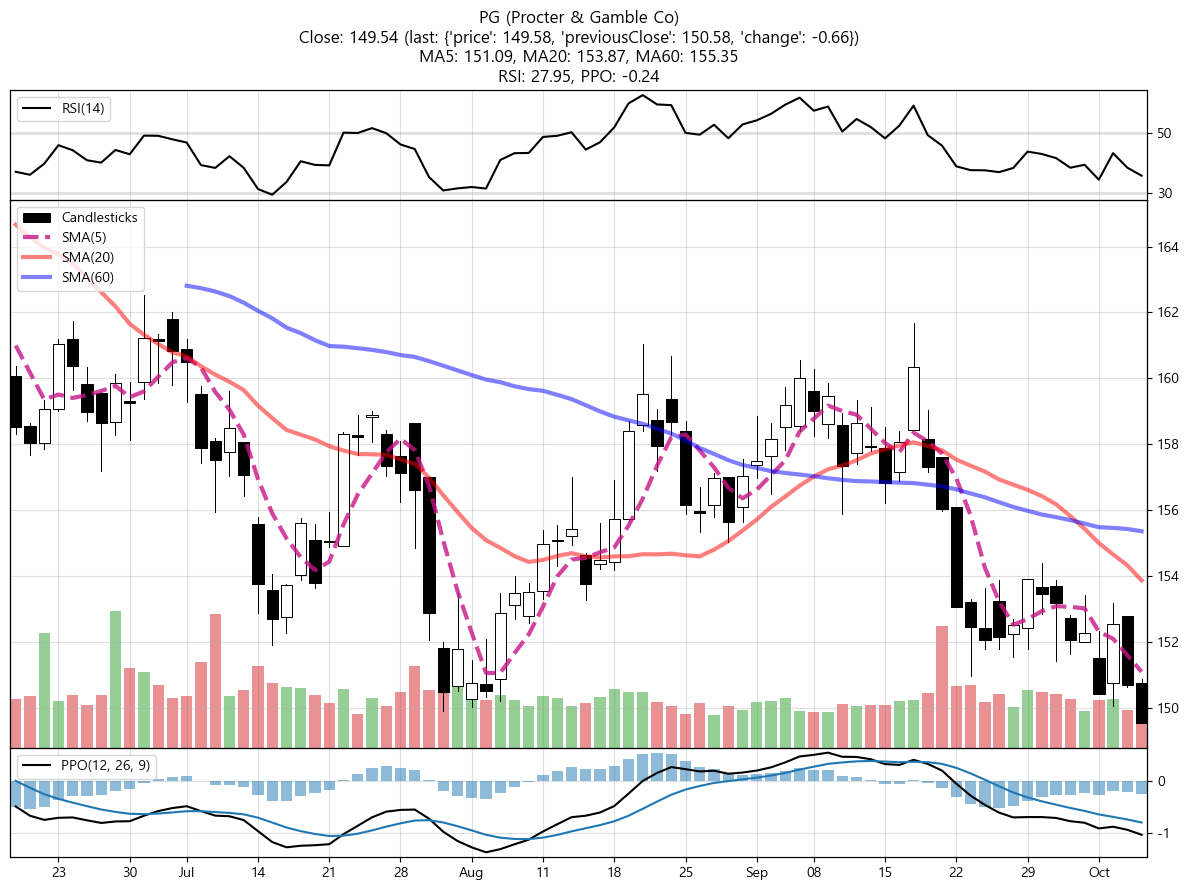 PG (Procter & Gamble Co)
Close: 149.54 (last: {'price': 149.58, 'previousClose': 150.58, 'change': -0.66})
MA5: 151.09, MA20: 153.87, MA60: 155.35
RSI: 27.95, PPO: -0.24
RSI(14)
50
30
Candlesticks
SMA(5)
SMA(20)
SMA(60)
164
162
160
158
156
154
152
150
PPO(12, 26, 9)
0
-1
23 30 Jul 14 21 28 Aug 11 18 25 Sep 08 15 22 29 Oct